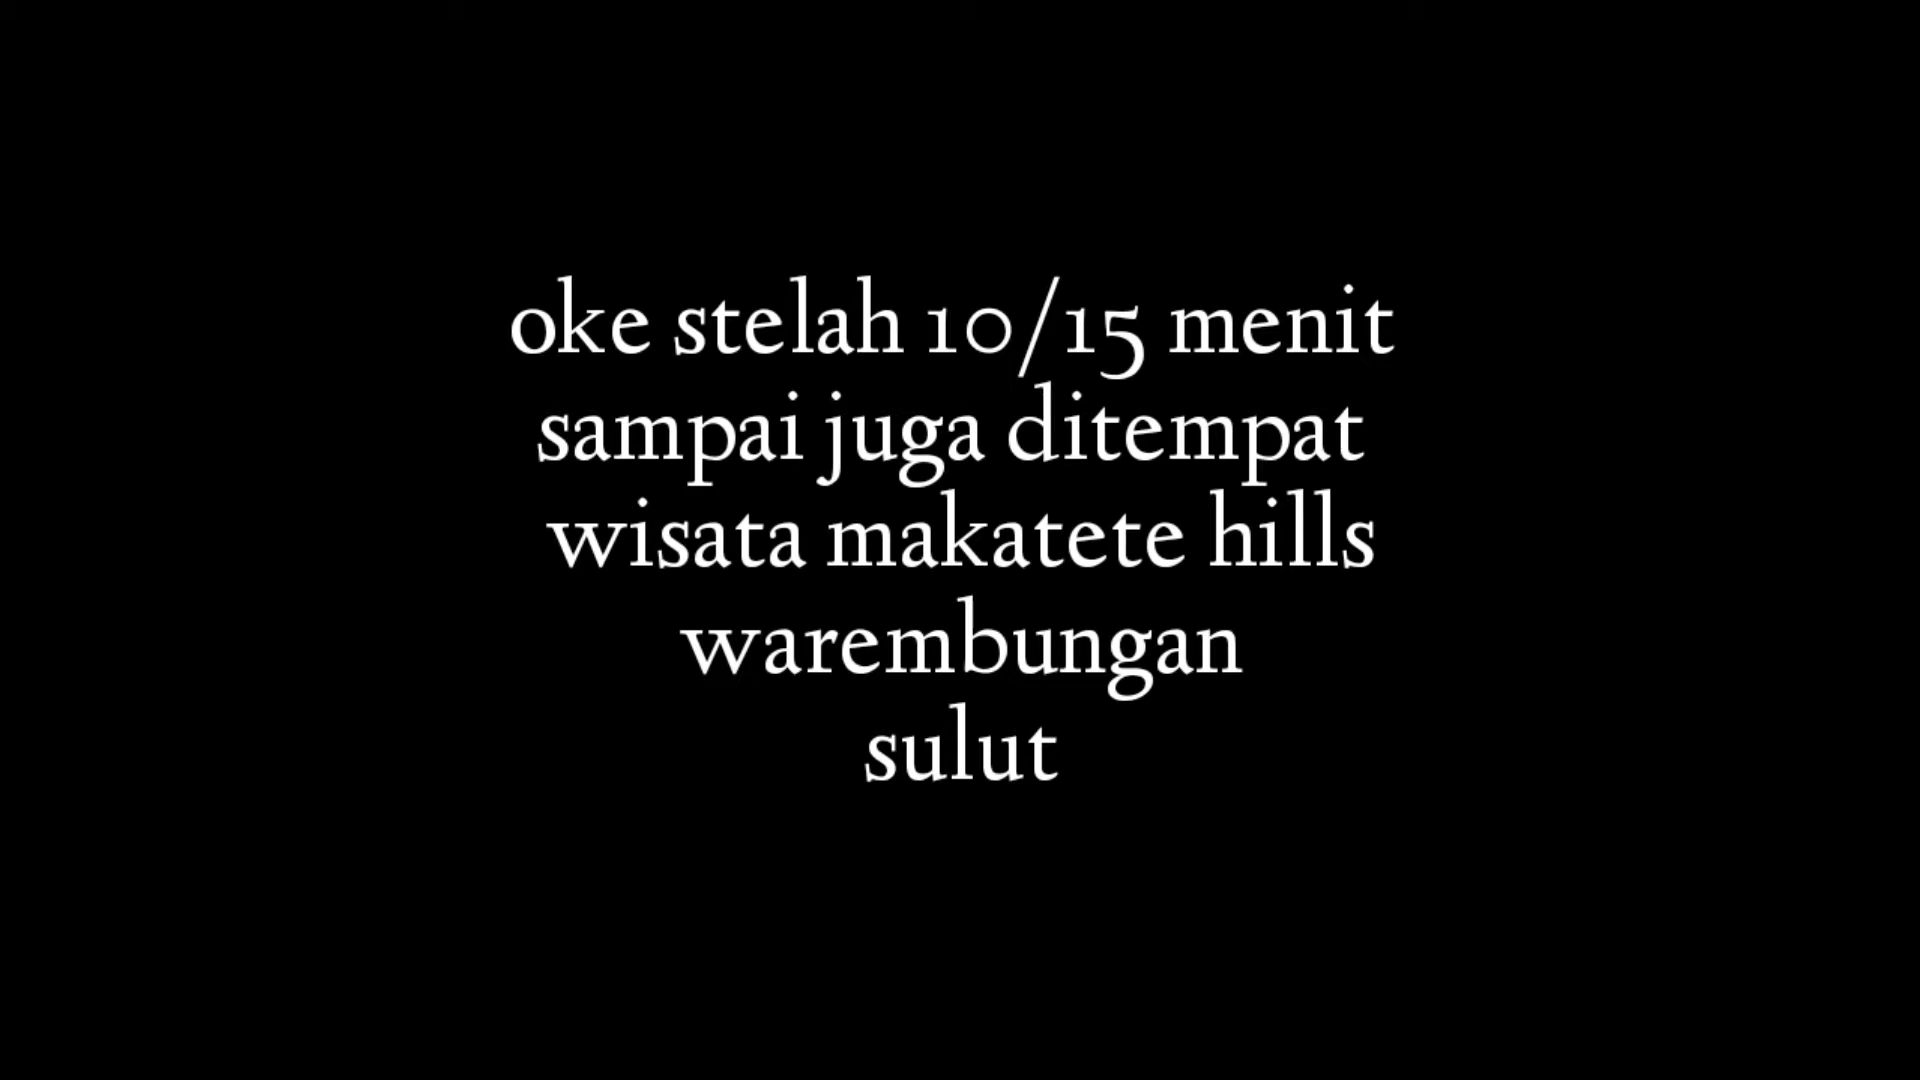 oke stelah 10/15 menit
sampai juga ditempat
wisata makatete hills
warembungan
sulut